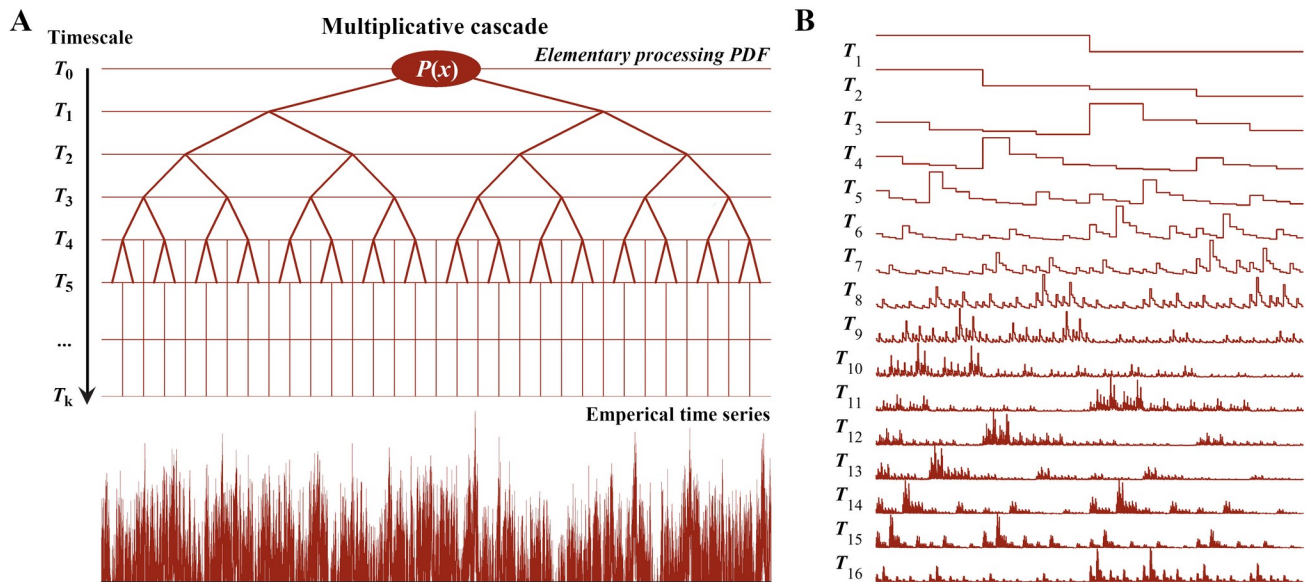 A
Multiplicative cascade
Timescale
Elementary processing PDF
T0
P(x)
T1
T2
T3
T4
T5
...
Tk
Emperical time series
B
T1
T2
T3
T4
T5
T6
T7
T8
T9
T10
T11
T12
T13
T14
T15
T16